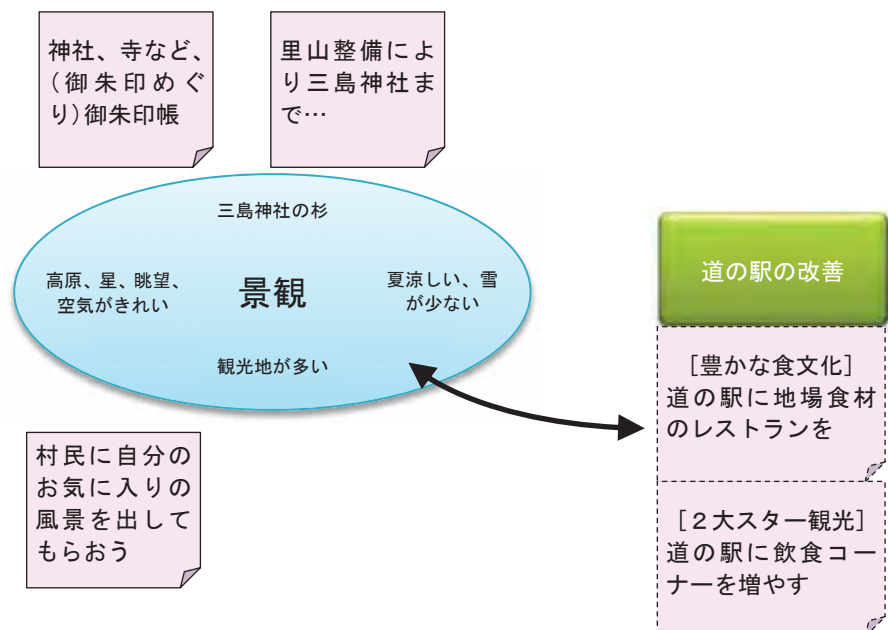 神社、寺など、
（御朱印めぐ
り）御朱印帳
里山整備によ
り三島神社ま
で…
三島神社の杉
高原、星、眺望、
空気がきれい
景観
夏涼しい、雪
が少ない
観光地が多い
村民に自分の
お気に入りの
風景を出して
もらおう
道の駅の改善
［豊かな食文化］
道の駅に地場食材
のレストランを
［２大スター観光］
道の駅に飲食コー
ナーを増やす